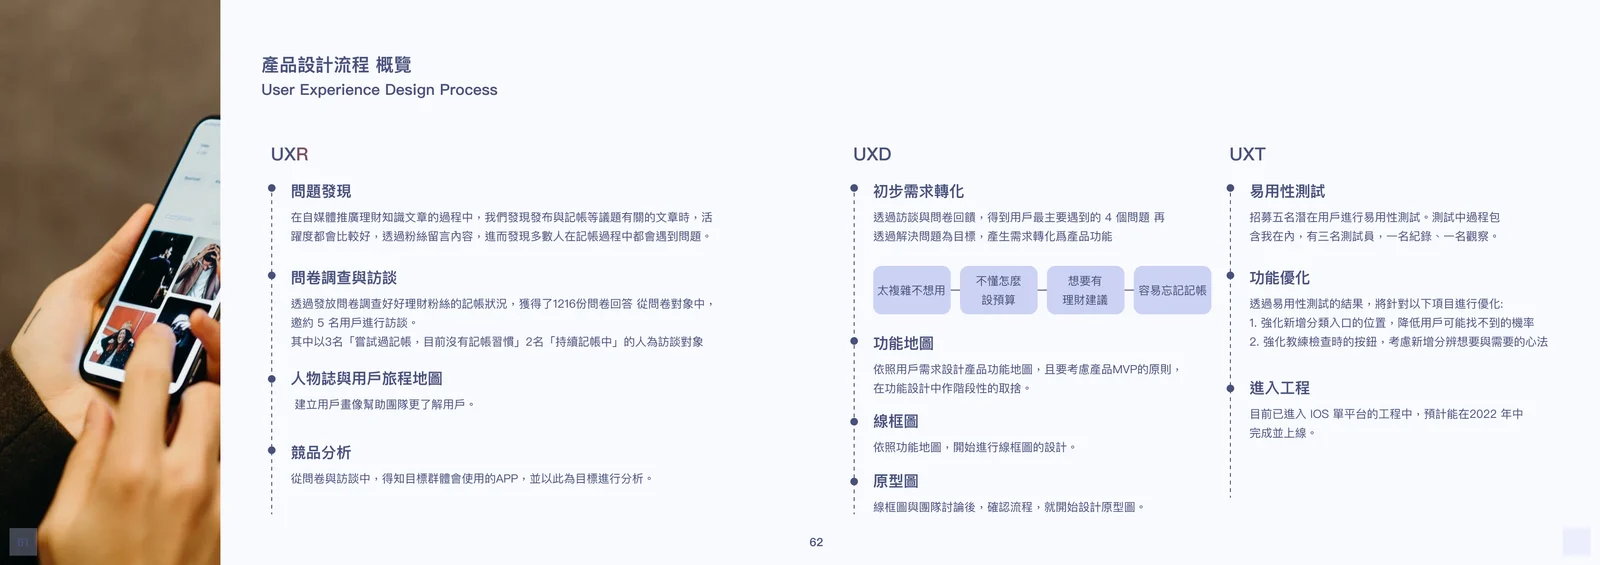 產品設計流程 概覽
User Experience Design Process
UXR
問題發現
在自媒體推廣理財知識文章的過程中，我們發現發布與記帳等議題有關的文章時，活
躍度都會比較好，透過粉絲留言內容，進而發現多數人在記帳過程中都會遇到問題。
問卷調查與訪談
透過發放問卷調查好好理財粉絲的記帳狀況，獲得了1216份問卷回答 從問卷對象中，
邀約 5 名用戶進行訪談。
其中以3名「嘗試過記帳，目前沒有記帳習慣」2名「持續記帳中」的人為訪談對象
人物誌與用戶旅程地圖
建立用戶畫像幫助團隊更了解用戶。
競品分析
從問卷與訪談中，得知目標群體會使用的APP，並以此為目標進行分析。
UXD
初步需求轉化
透過訪談與問卷回饋，得到用戶最主要遇到的 4 個問題 再
透過解決問題為目標，產生需求轉化爲產品功能
太複雜不想用
不懂怎麼
設預算
想要有
理財建議
容易忘記記帳
功能地圖
依照用戶需求設計產品功能地圖，且要考慮產品MVP的原則，
在功能設計中作階段性的取捨。
線框圖
依照功能地圖，開始進行線框圖的設計。
原型圖
線框圖與團隊討論後，確認流程，就開始設計原型圖。
UXT
易用性測試
招募五名潛在用戶進行易用性測試。測試中過程包
含我在內，有三名測試員，一名紀錄、一名觀察。
功能優化
透過易用性測試的結果，將針對以下項目進行優化:
1. 強化新增分類入口的位置，降低用戶可能找不到的機率
2. 強化教練檢查時的按鈕，考慮新增分辨想要與需要的心法
進入工程
目前已進入 IOS 單平台的工程中，預計能在2022 年中
完成並上線。
62